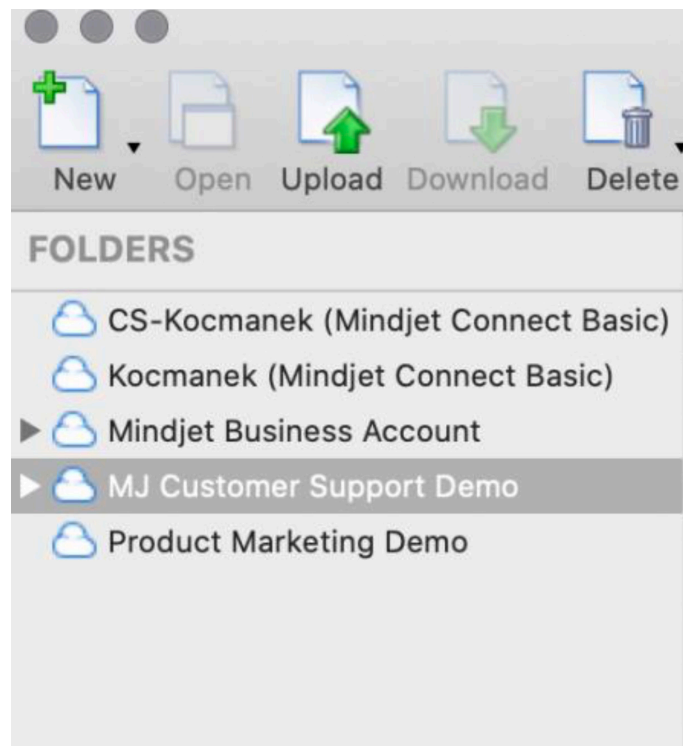 New Open Upload Download Delete
FOLDERS
CS-Kocmanek (Mindjet Connect Basic)
Kocmanek (Mindjet Connect Basic)
Mindjet Business Account
MJ Customer Support Demo
Product Marketing Demo